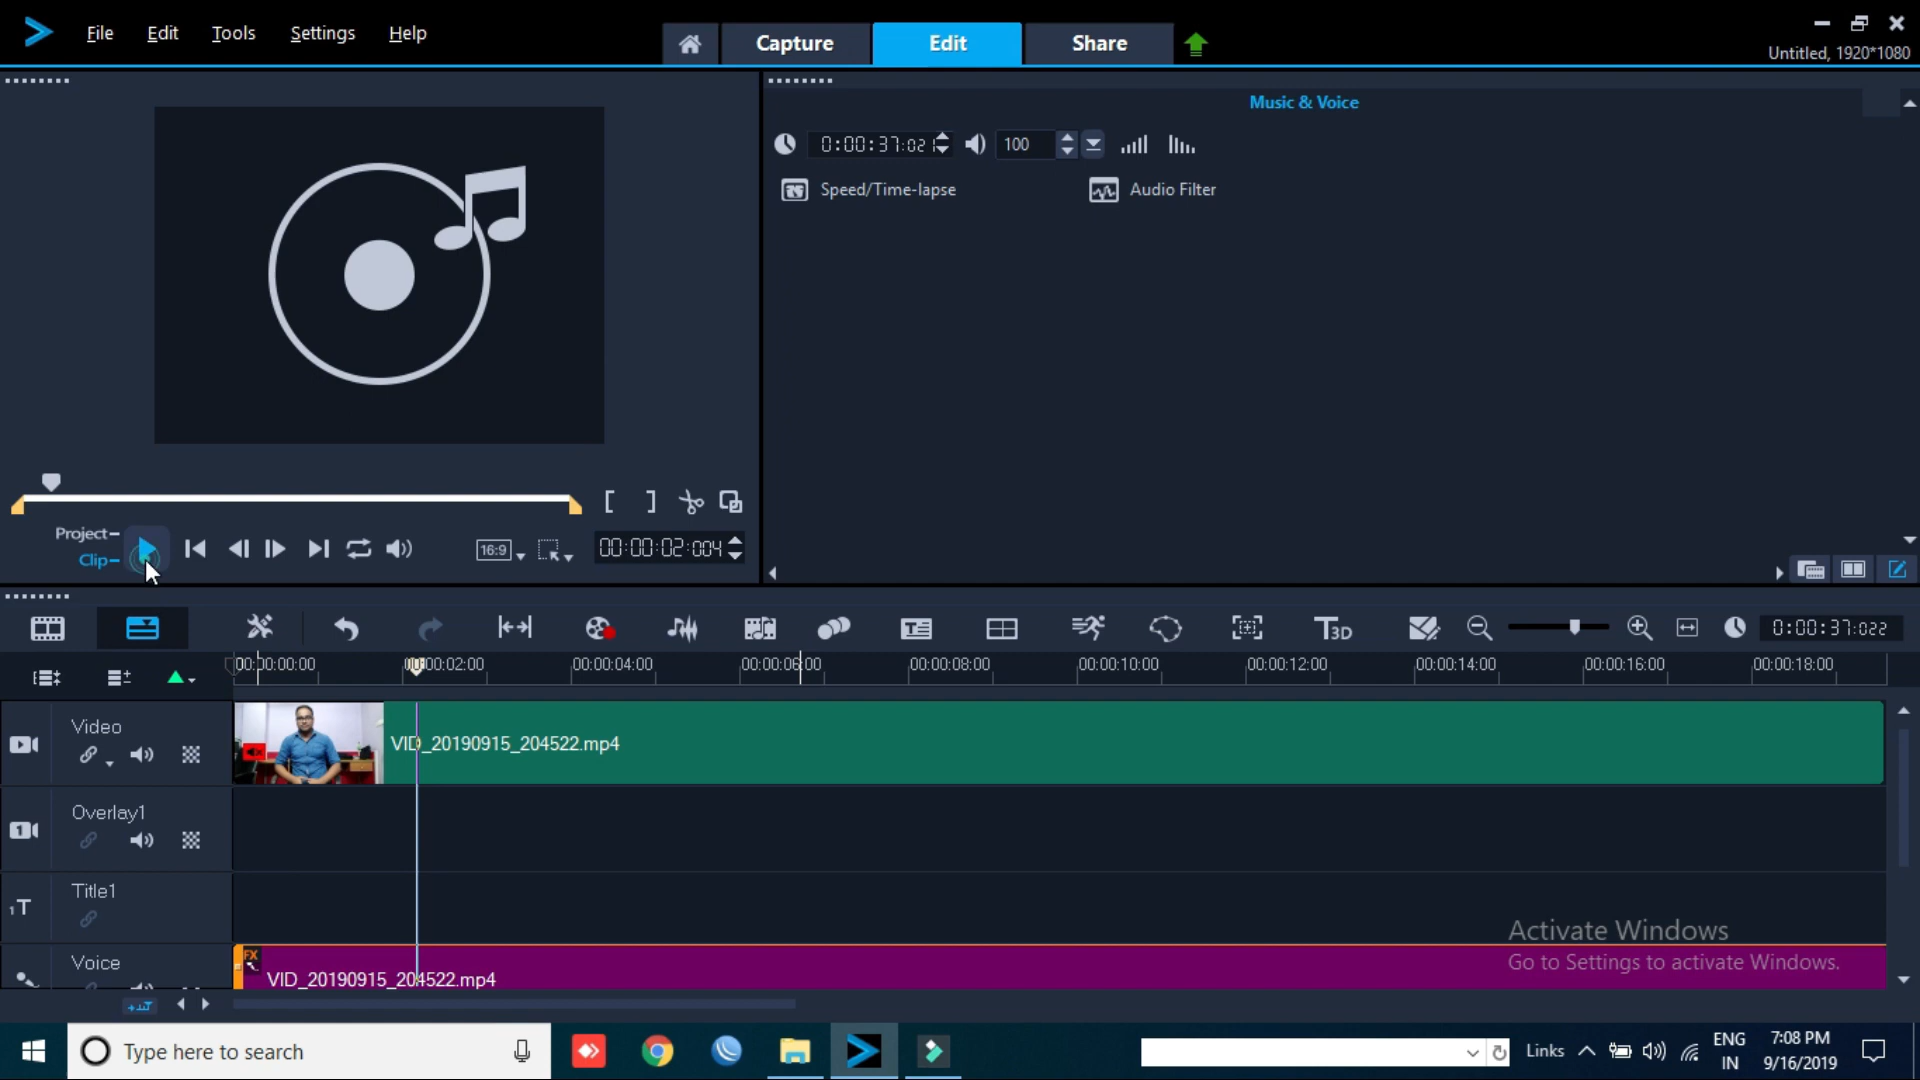 File Edit Tools Settings Help
Capture Edit Share
Untitled, 1920*1080
Music & Voice
0:00:37:02
100
Speed/Time-lapse Audio Filter
Project
Clip
16:9
00:00:02:004
0:00:37:022
00:00:00:00 00:00:02:00 00:00:04:00 00:00:06:00 00:00:08:00 00:00:10:00 00:00:12:00 00:00:14:00 00:00:16:00 00:00:18:00
Video
VID_20190915_204522.mp4
Overlay1
1
Title1
1T
Voice
FX
VID_20190915_204522.mp4
Activate Windows
Go to Settings to activate Windows.
Type here to search
Links
ENG
IN
7:08 PM
9/16/2019